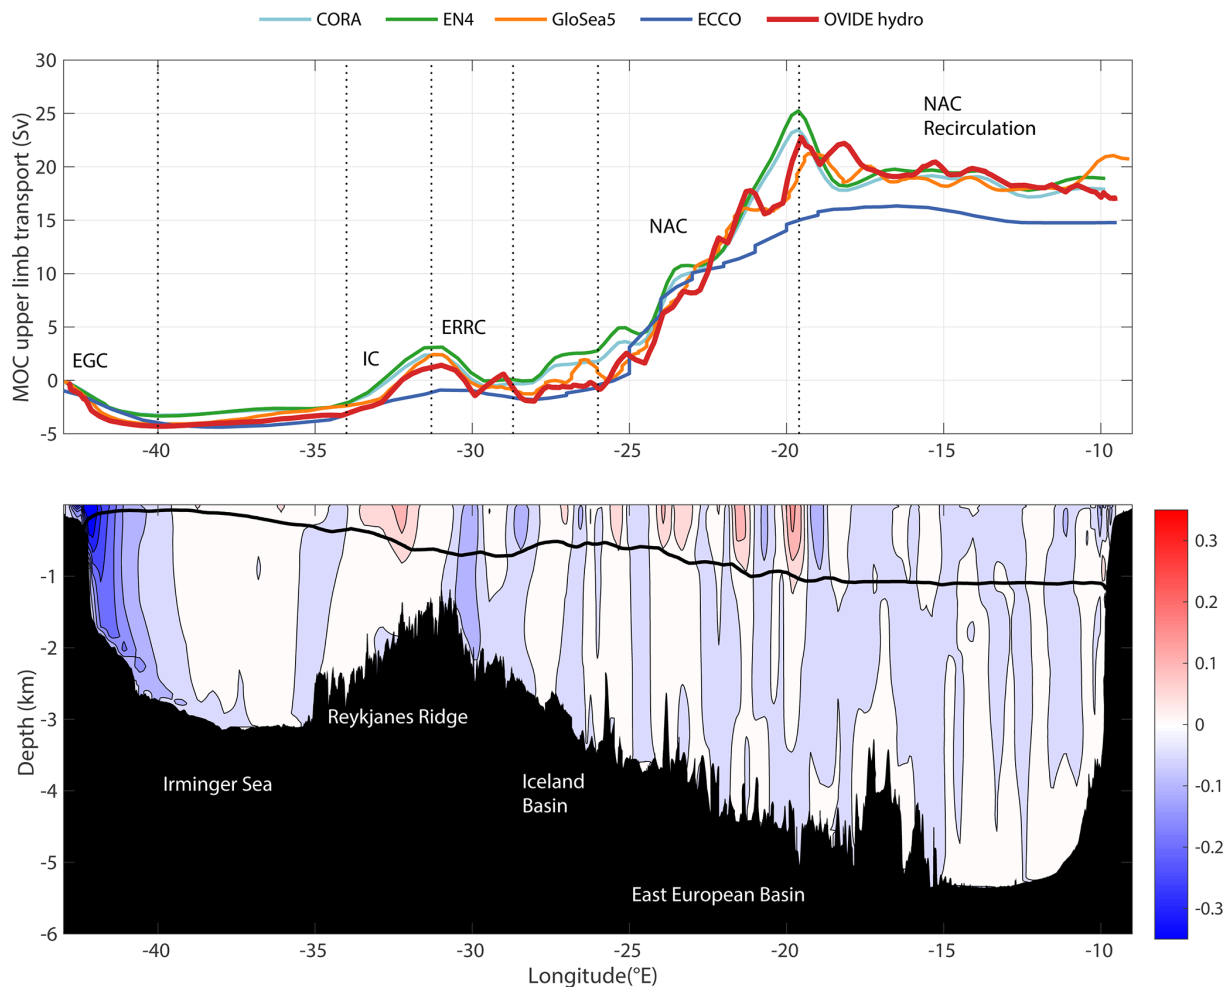 CORA EN4 GloSea5 ECCO OVIDE hydro
MOC upper limb transport (Sv)
30
25
20
15
10
5
0
-5
EGC
IC
ERRC
NAC
NAC
Recirculation
-40 -35 -30 -25 -20 -15 -10
Depth (km)
-1
-2
-3
-4
-5
-6
Reykjanes Ridge
Irminger Sea
Iceland
Basin
East European Basin
-40 -35 -30 -25 -20 -15 -10
Longitude(°E)
0.3
0.2
0.1
0
-0.1
-0.2
-0.3